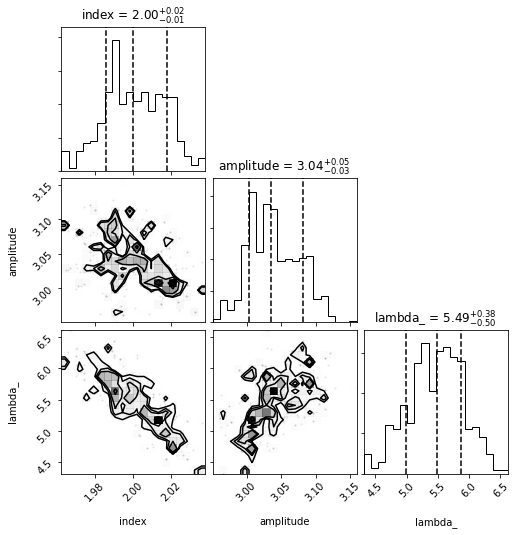 index = 2.00+0.02−0.01
amplitude = 3.04+0.05−0.03
amplitude
3.15
3.10
3.05
3.00
lambda_ = 5.49+0.38−0.50
lambda_
6.5
6.0
5.5
5.0
4.5
1.98 2.00 2.02
3.00 3.05 3.10 3.15
4.5 5.0 5.5 6.0 6.5
index amplitude lambda_